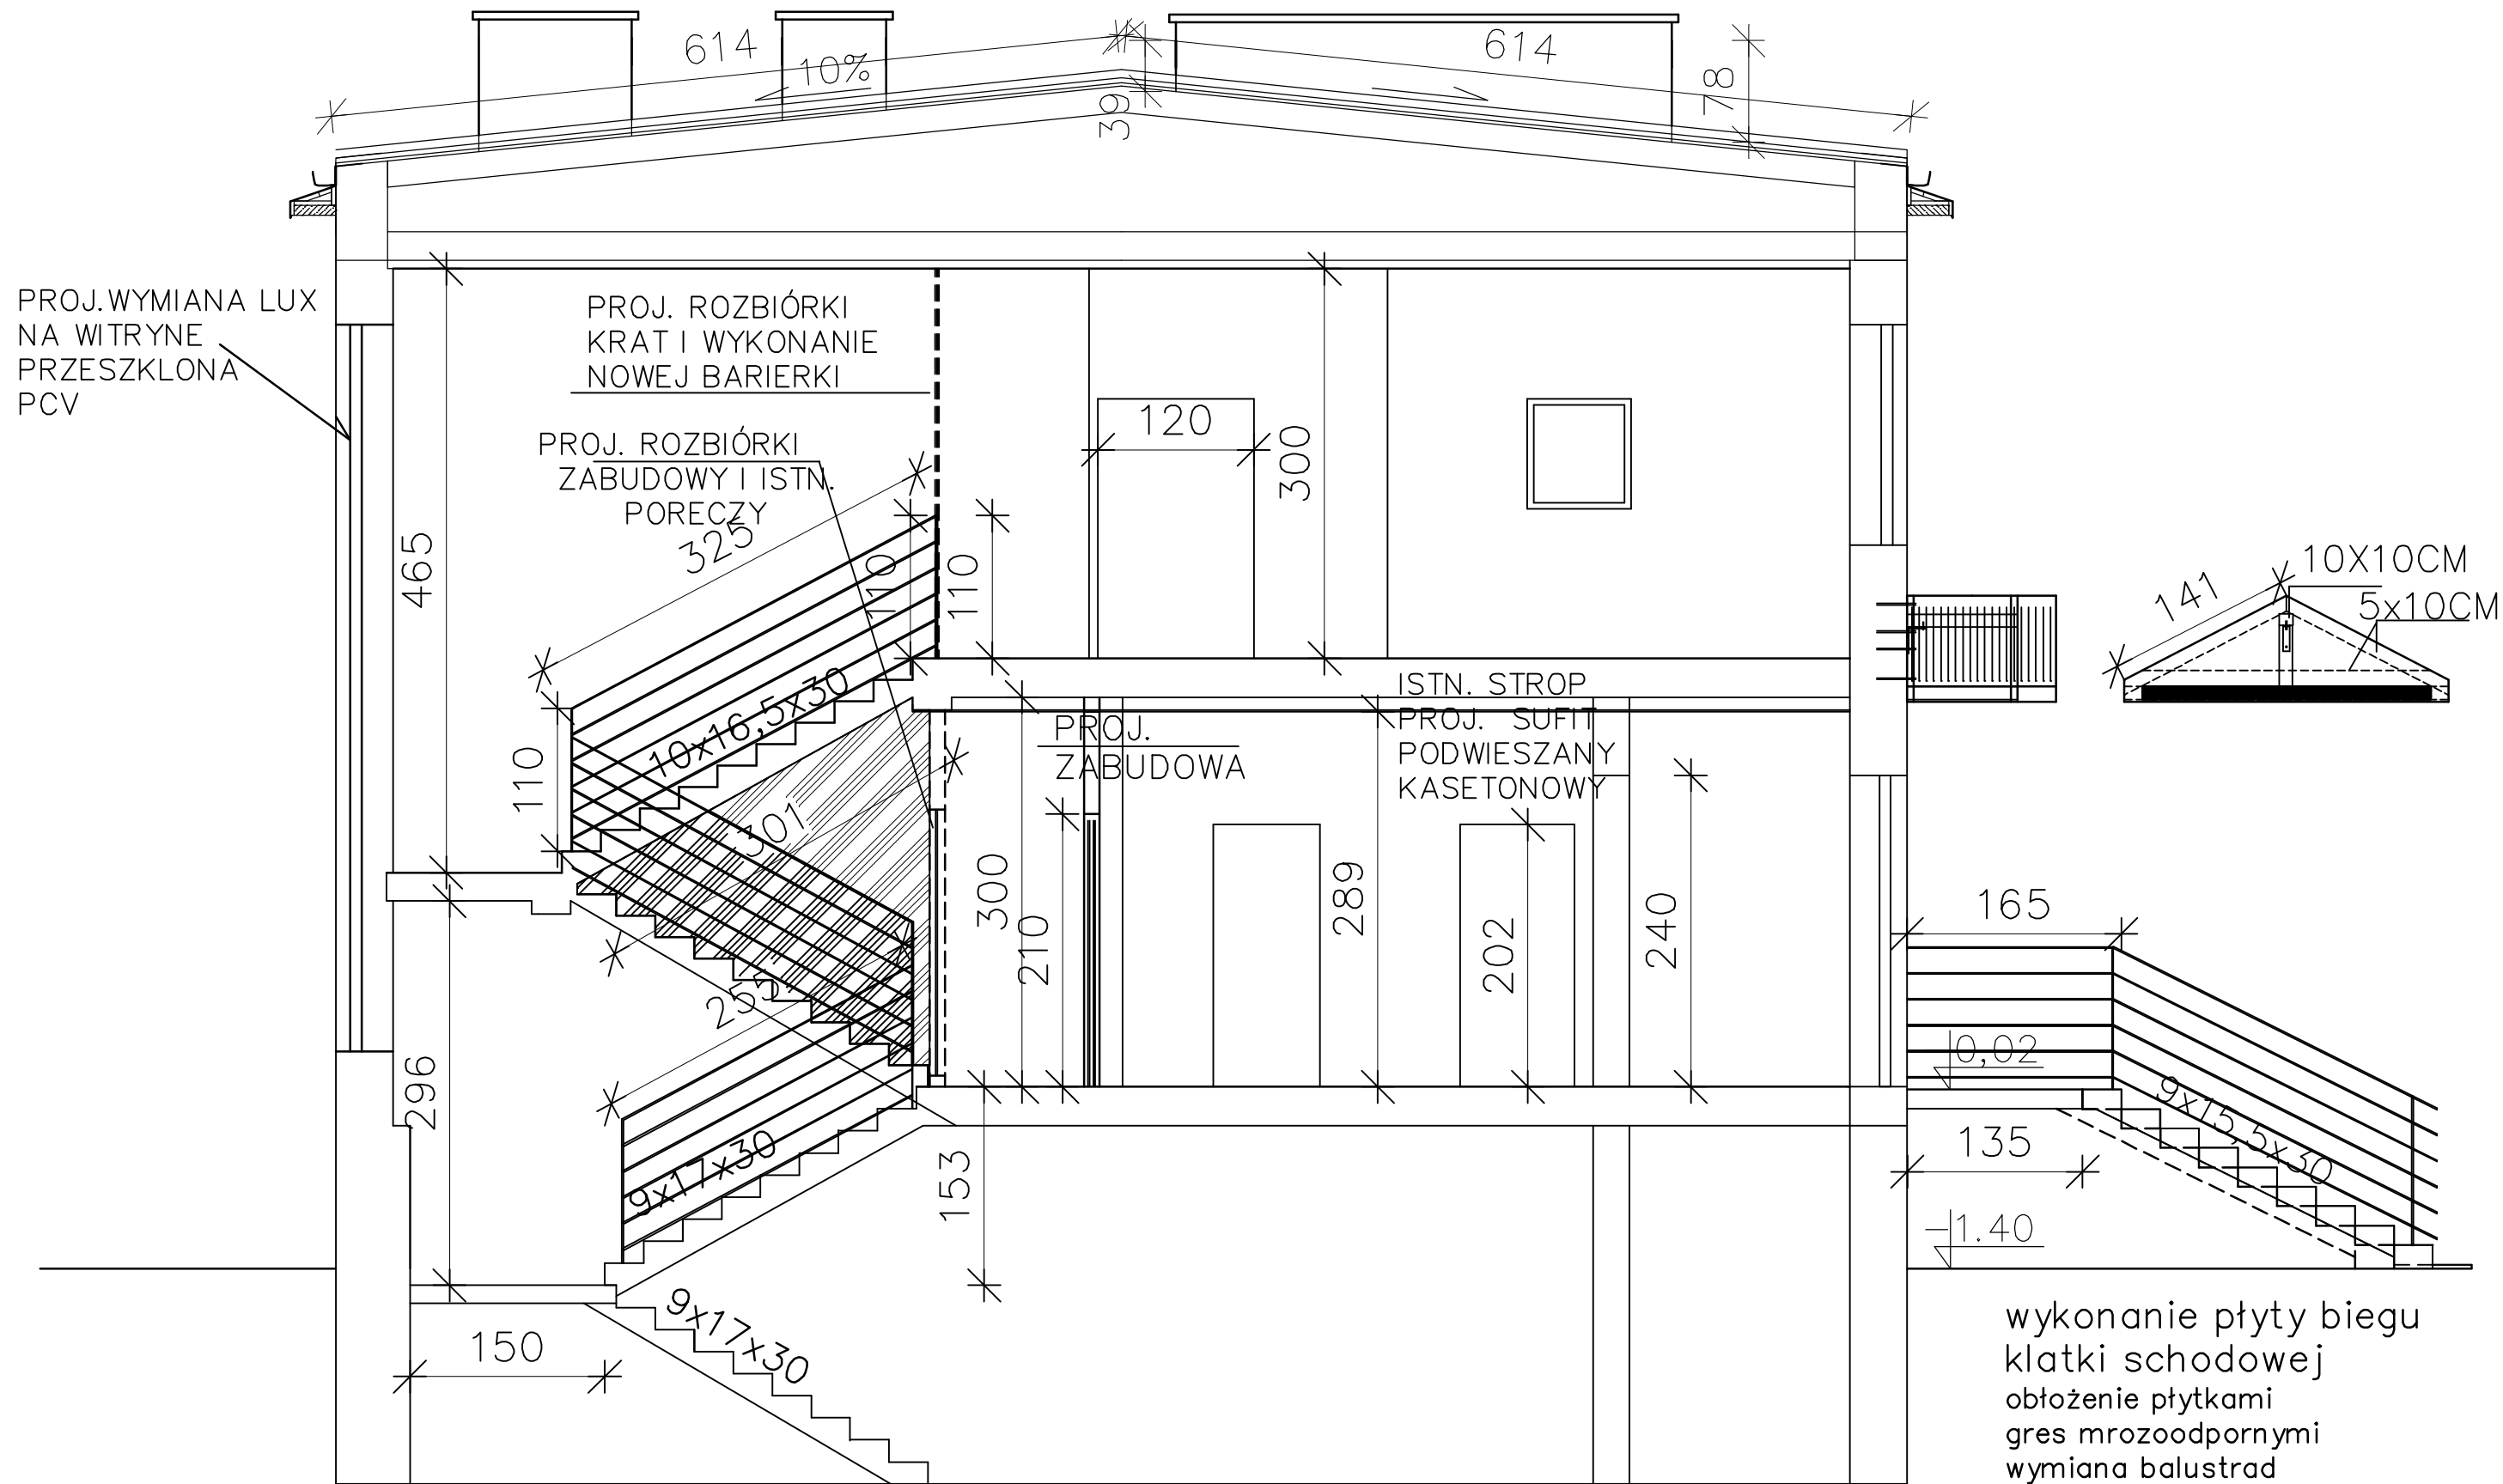 614
10%
39
614
78
PROJ.WYMIANA LUX
NA WITRYNE
PRZESZKLONA
PCV
PROJ. ROZBIÓRKI
KRAT I WYKONANIE
NOWEJ BARIERKI
PROJ. ROZBIÓRKI
ZABUDOWY I ISTN.
PORECZY
120
300
465
325
110
110
110
10x16,5x30
141
10X10CM
5x10CM
ISTN. STROP
PROJ. SUFIT
PODWIESZANY
KASETONOWY
PROJ.
ZABUDOWA
301
300
210
289
202
240
165
0,02
296
9x17x30
153
135
-1.40
150
9x17x30
wykonanie płyty biegu
klatki schodowej
obłożenie płytkami
gres mrozoodpornymi
wymiana balustrad